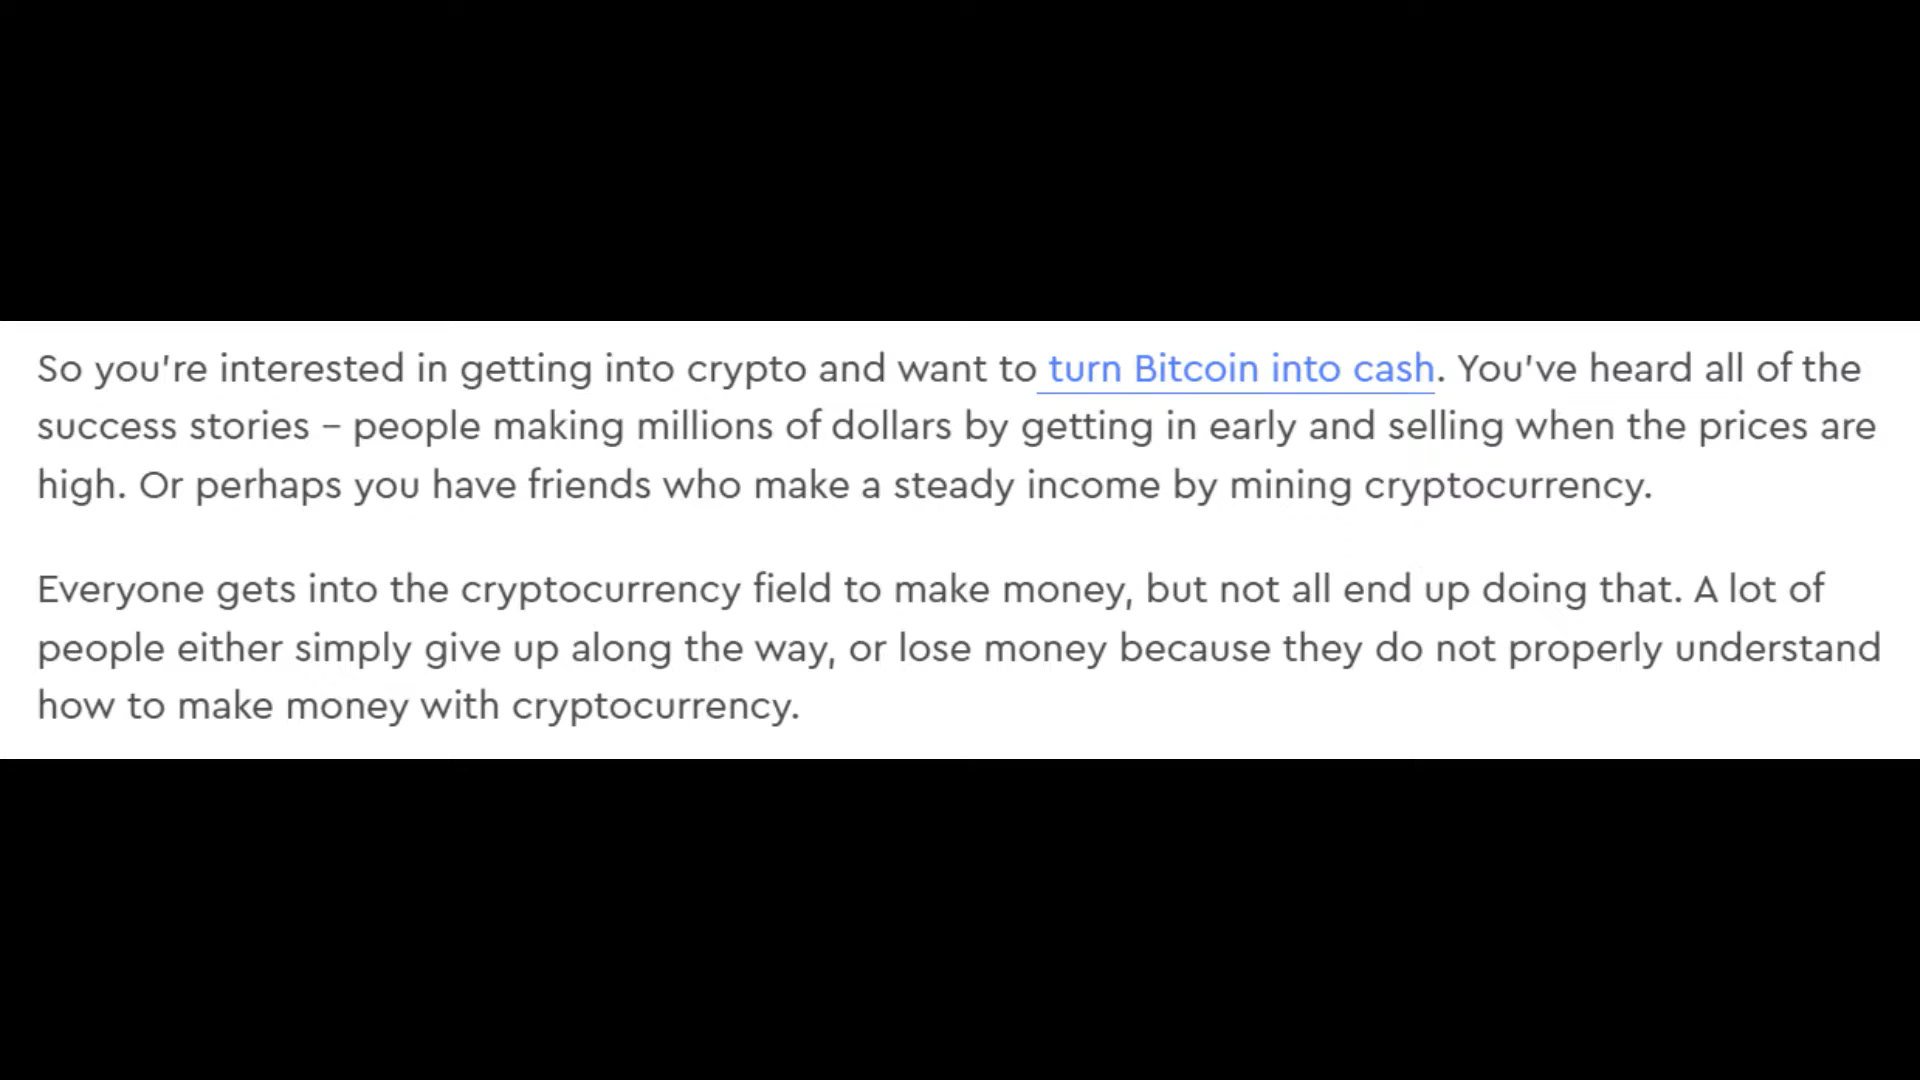 So you're interested in getting into crypto and want to turn Bitcoin into cash. You've heard all of the
success stories – people making millions of dollars by getting in early and selling when the prices are
high. Or perhaps you have friends who make a steady income by mining cryptocurrency.
Everyone gets into the cryptocurrency field to make money, but not all end up doing that. A lot of
people either simply give up along the way, or lose money because they do not properly understand
how to make money with cryptocurrency.